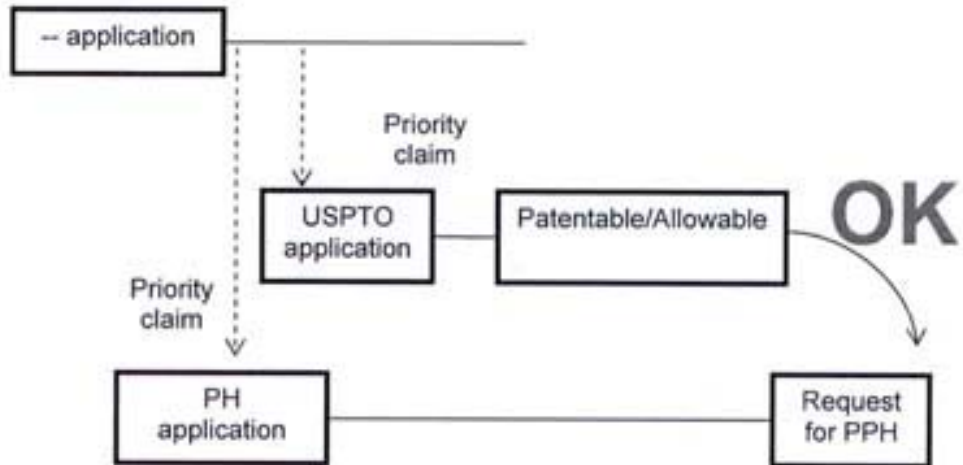 -- application
Priority
claim
USPTO
application
Patentable/Allowable
OK
Priority
claim
PH
application
Request
for PPH